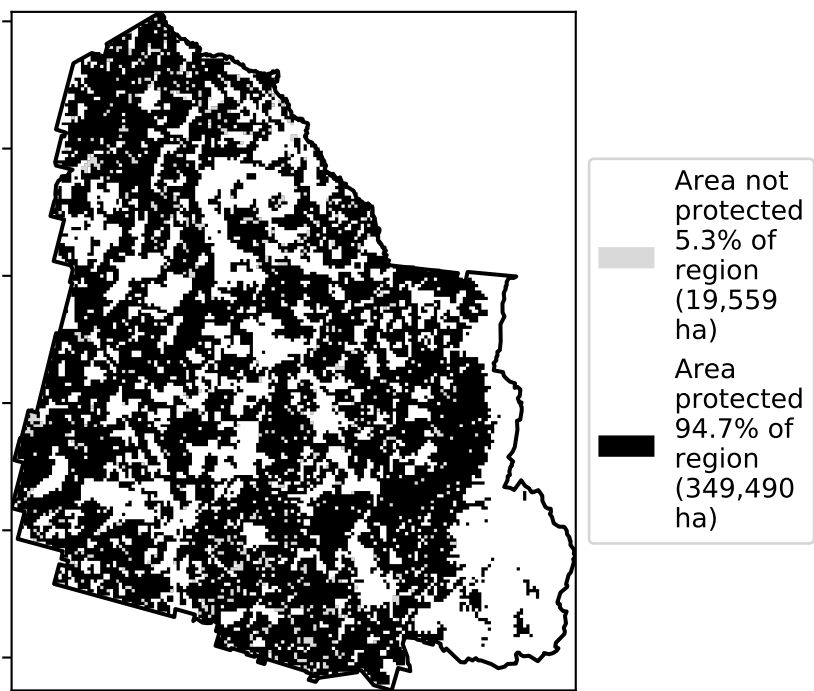 Area not
protected
5.3% of
region
(19,559
ha)
Area
protected
94.7% of
region
(349,490
ha)